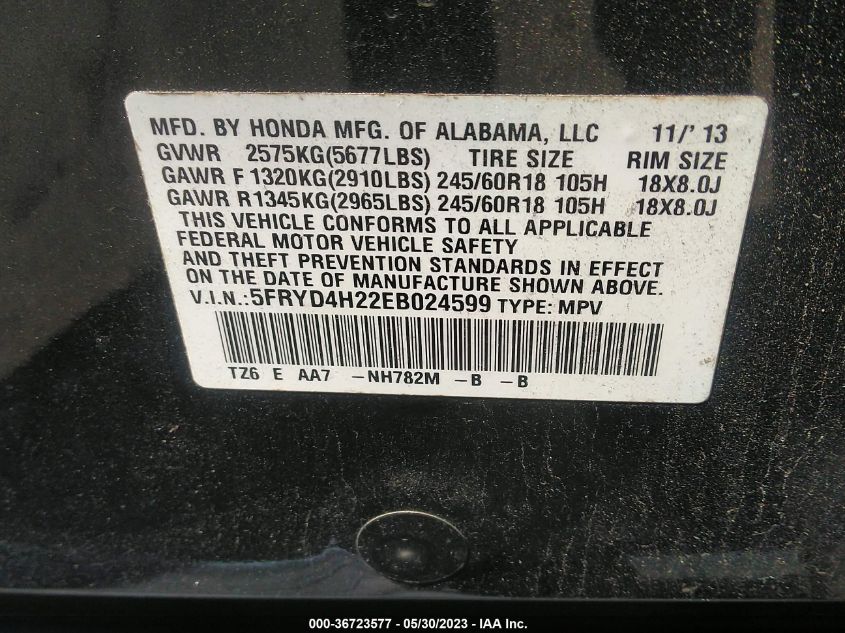 MFD. BY HONDA MFG. OF ALABAMA, LLC 11/' 13
GVWR 2575KG(5677LBS) TIRE SIZE RIM SIZE
GAWR F 1320KG(2910LBS) 245/60R18 105H 18X8.0J
GAWR R1345KG(2965LBS) 245/60R18 105H 18X8.0J
THIS VEHICLE CONFORMS TO ALL APPLICABLE
FEDERAL MOTOR VEHICLE SAFETY
AND THEFT PREVENTION STANDARDS IN EFFECT
ON THE DATE OF MANUFACTURE SHOWN ABOVE.
V.I.N.:5FRYD4H22EB024599 TYPE: MPV
TZ6 E AA7 -NH782M -B -B
000-36723577 - 05/30/2023 - IAA Inc.